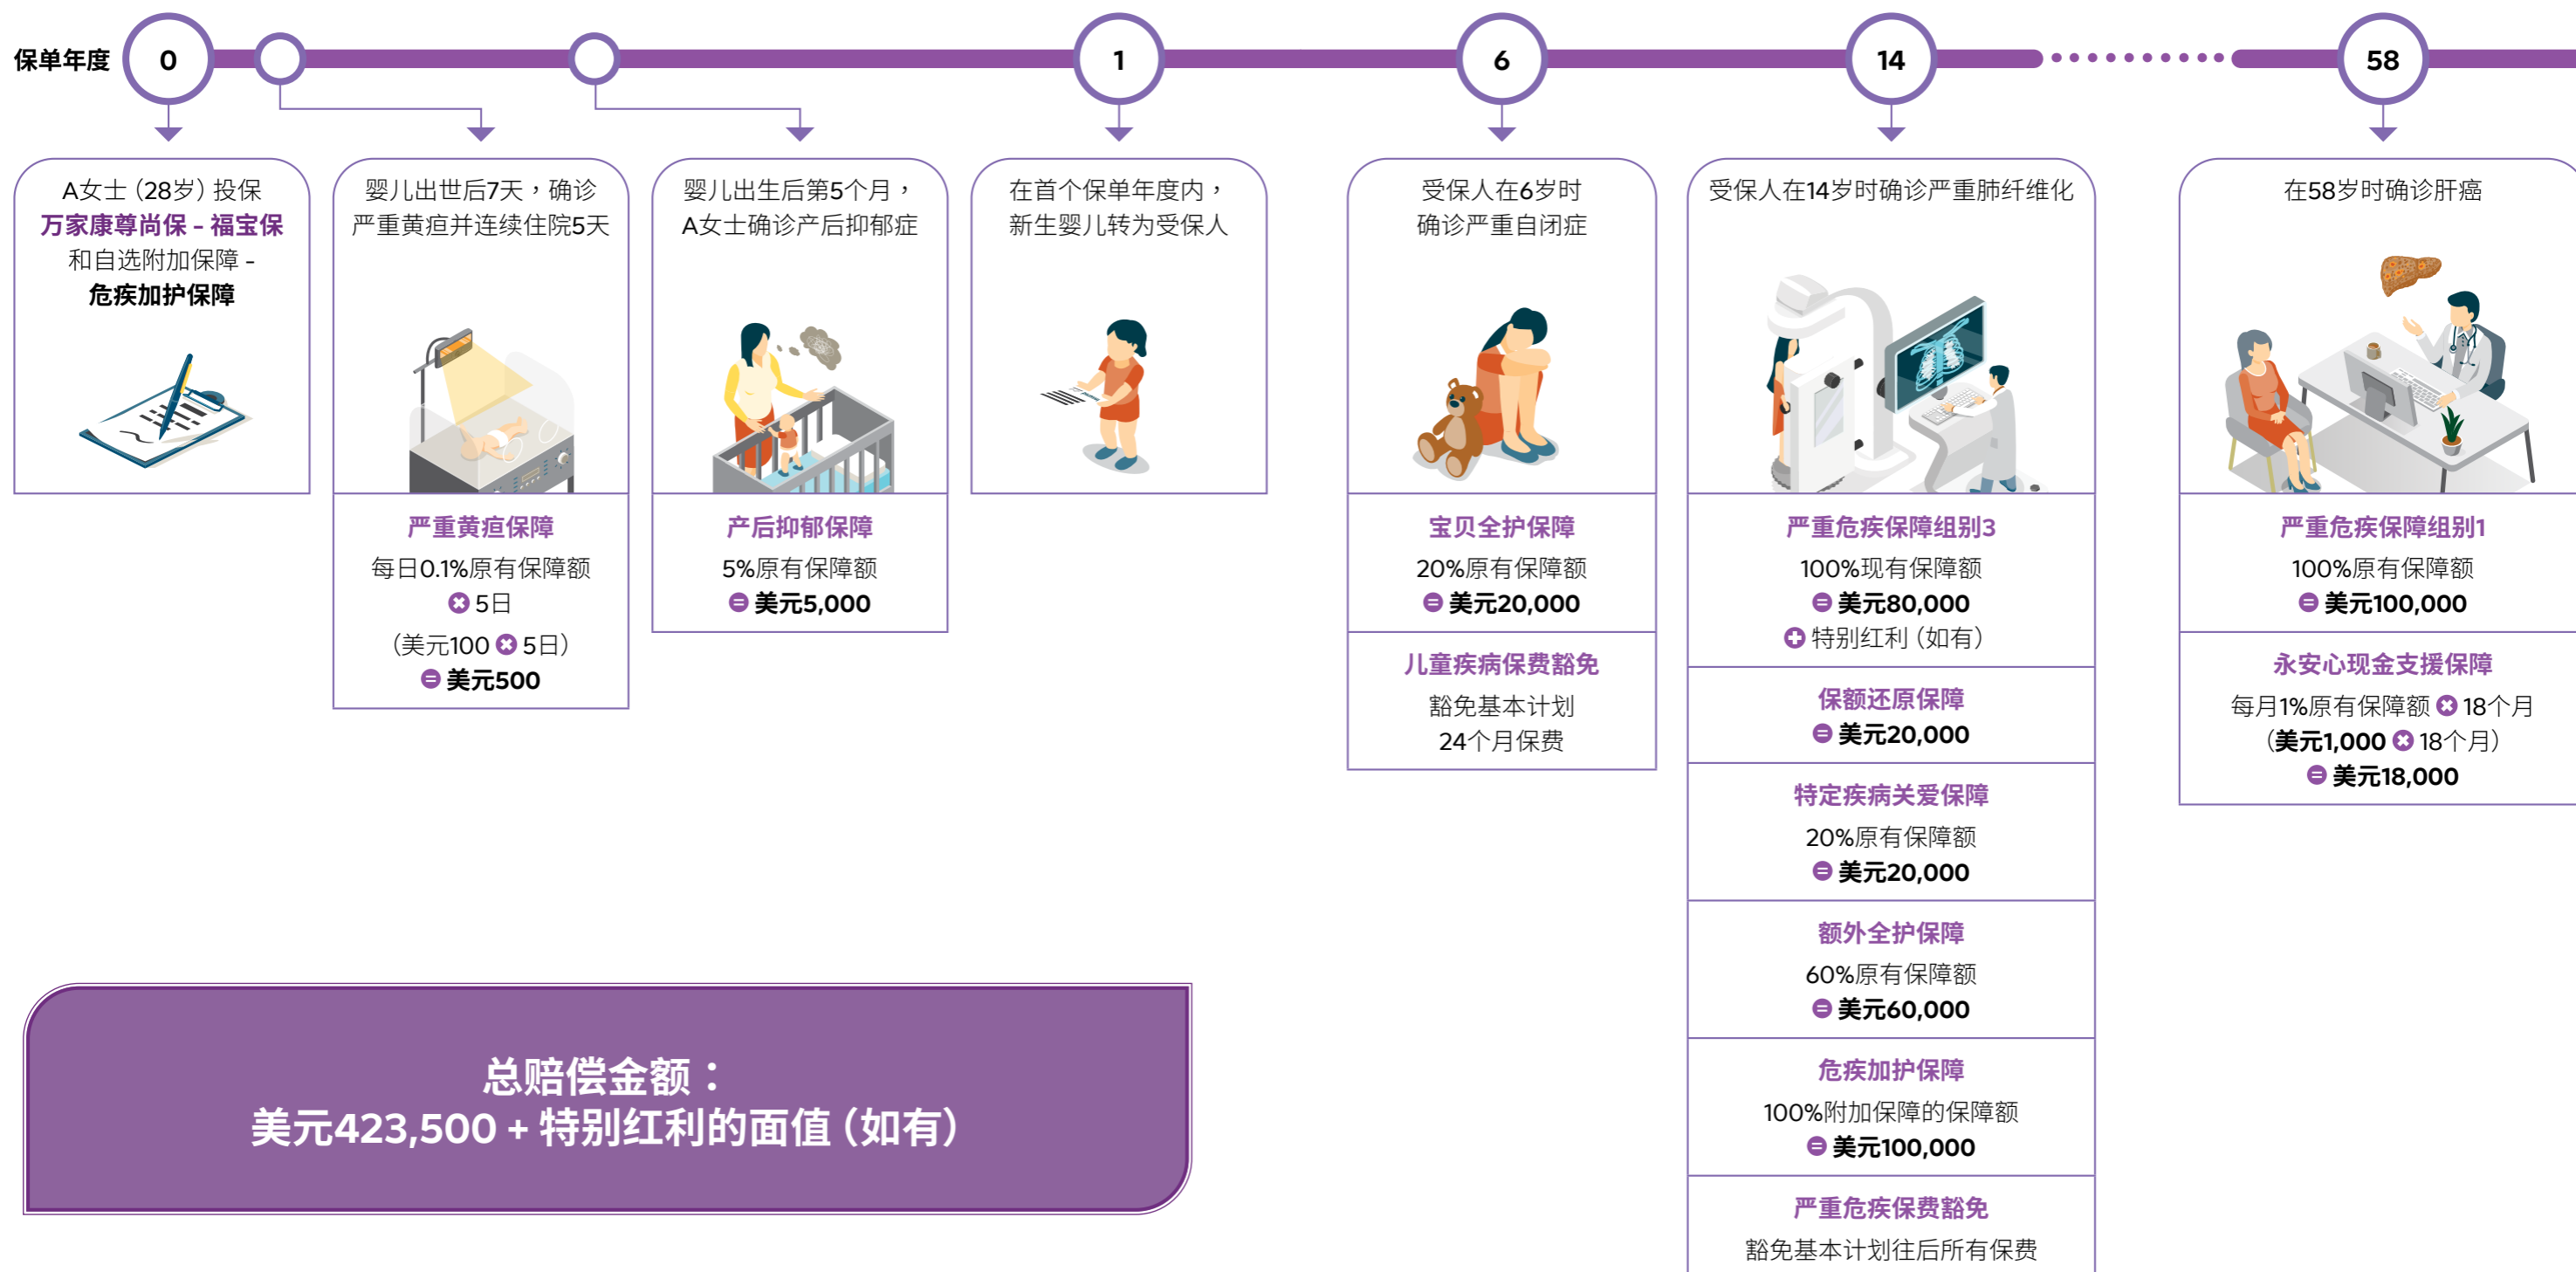 保单年度
0
1
6
14
58
A女士（28岁）投保
万家康尊尚保 - 福宝保
和自选附加保障 -
危疾加护保障
婴儿出世后7天，确诊
严重黄疸并连续住院5天
严重黄疸保障
每日0.1%原有保障额
× 5日
（美元100 × 5日）
= 美元500
婴儿出生后第5个月，
A女士确诊产后抑郁症
产后抑郁保障
5%原有保障额
= 美元5,000
在首个保单年度内，
新生婴儿转为受保人
受保人在6岁时
确诊严重自闭症
宝贝全护保障
20%原有保障额
= 美元20,000
儿童疾病保费豁免
豁免基本计划
24个月保费
受保人在14岁时确诊严重肺纤维化
严重危疾保障组别3
100%现有保障额
= 美元80,000
+ 特别红利（如有）
保额还原保障
= 美元20,000
特定疾病关爱保障
20%原有保障额
= 美元20,000
额外全护保障
60%原有保障额
= 美元60,000
危疾加护保障
100%附加保障的保障额
= 美元100,000
严重危疾保费豁免
豁免基本计划往后所有保费
在58岁时确诊肝癌
严重危疾保障组别1
100%原有保障额
= 美元100,000
永安心现金支援保障
每月1%原有保障额 × 18个月
（美元1,000 × 18个月）
= 美元18,000
总赔偿金额：
美元423,500 + 特别红利的面值（如有）